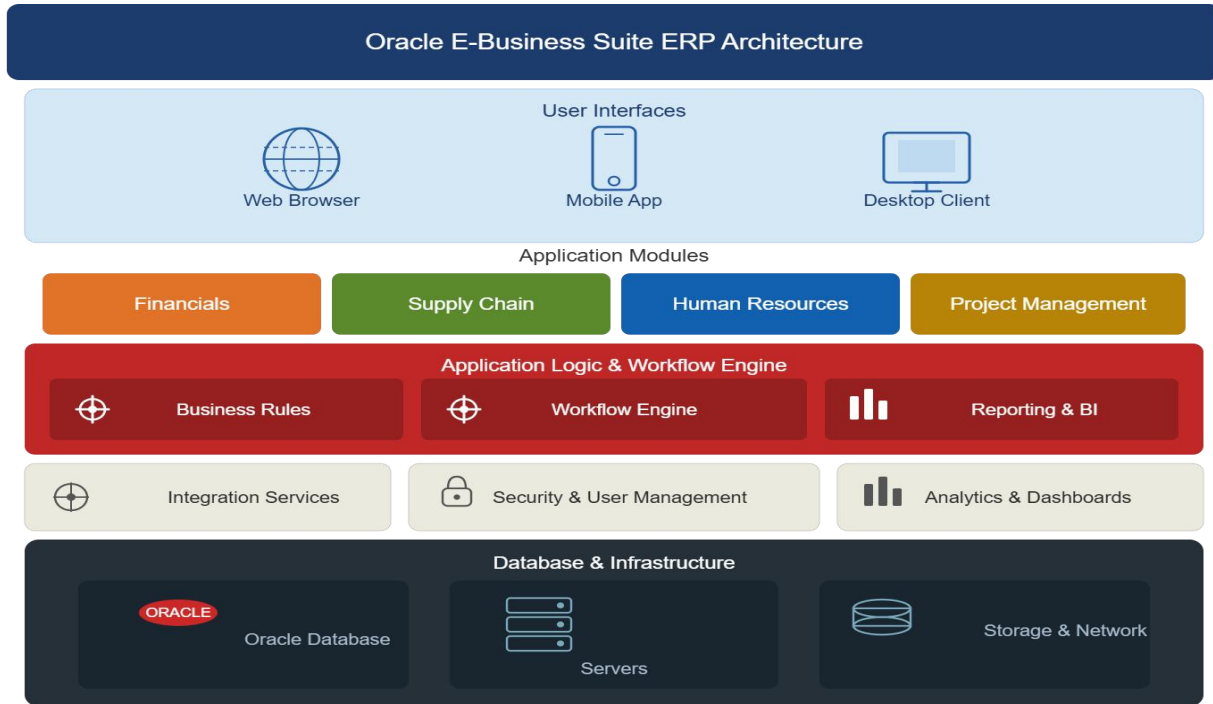 Oracle E-Business Suite ERP Architecture
User Interfaces
Web Browser
Mobile App
Desktop Client
Application Modules
Financials
Supply Chain
Human Resources
Project Management
Application Logic & Workflow Engine
Business Rules
Workflow Engine
Reporting & BI
Integration Services
Security & User Management
Analytics & Dashboards
Database & Infrastructure
ORACLE
Oracle Database
Servers
Storage & Network